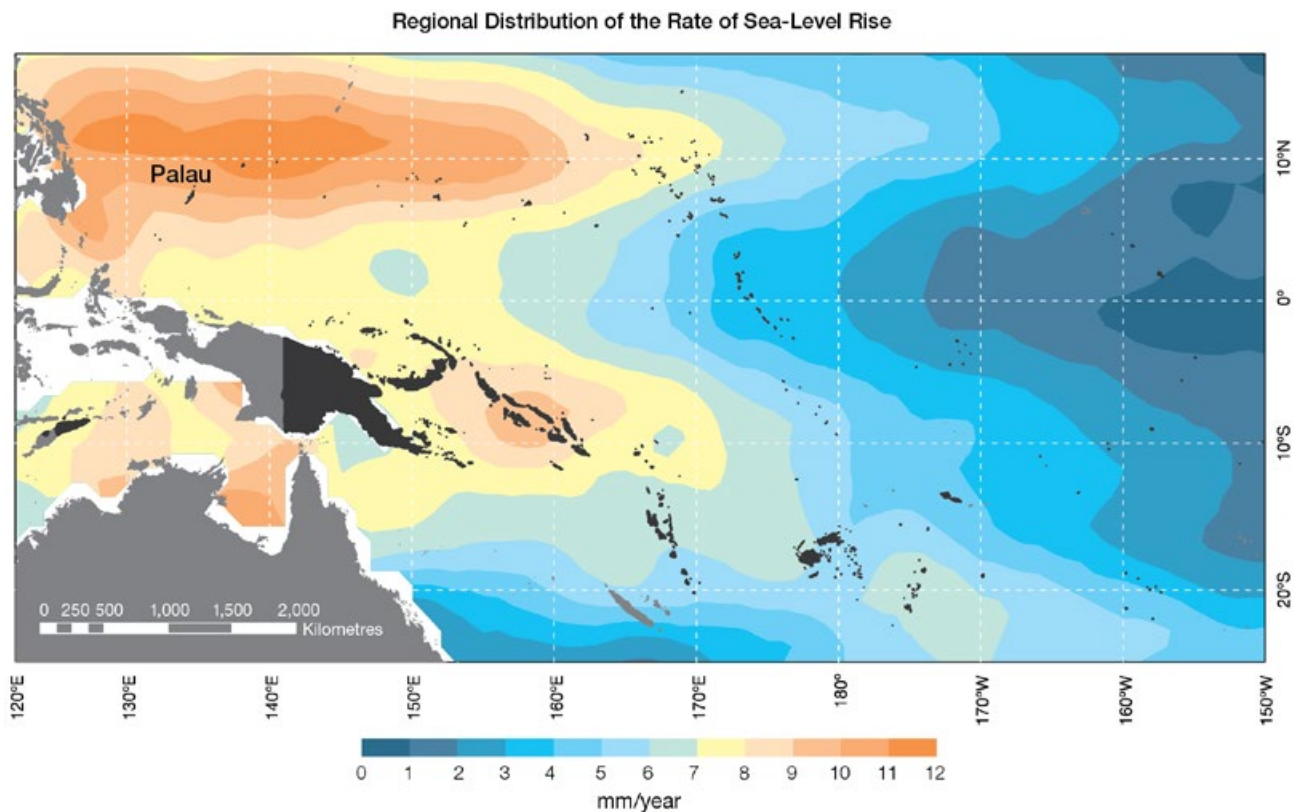 Regional Distribution of the Rate of Sea-Level Rise
Palau
10°N
0°
10°S
20°S
0 250 500 1,000 1,500 2,000
Kilometres
120°E 130°E 140°E 150°E 160°E 170°E 180° 170°W 160°W 150°W
0 1 2 3 4 5 6 7 8 9 10 11 12
mm/year